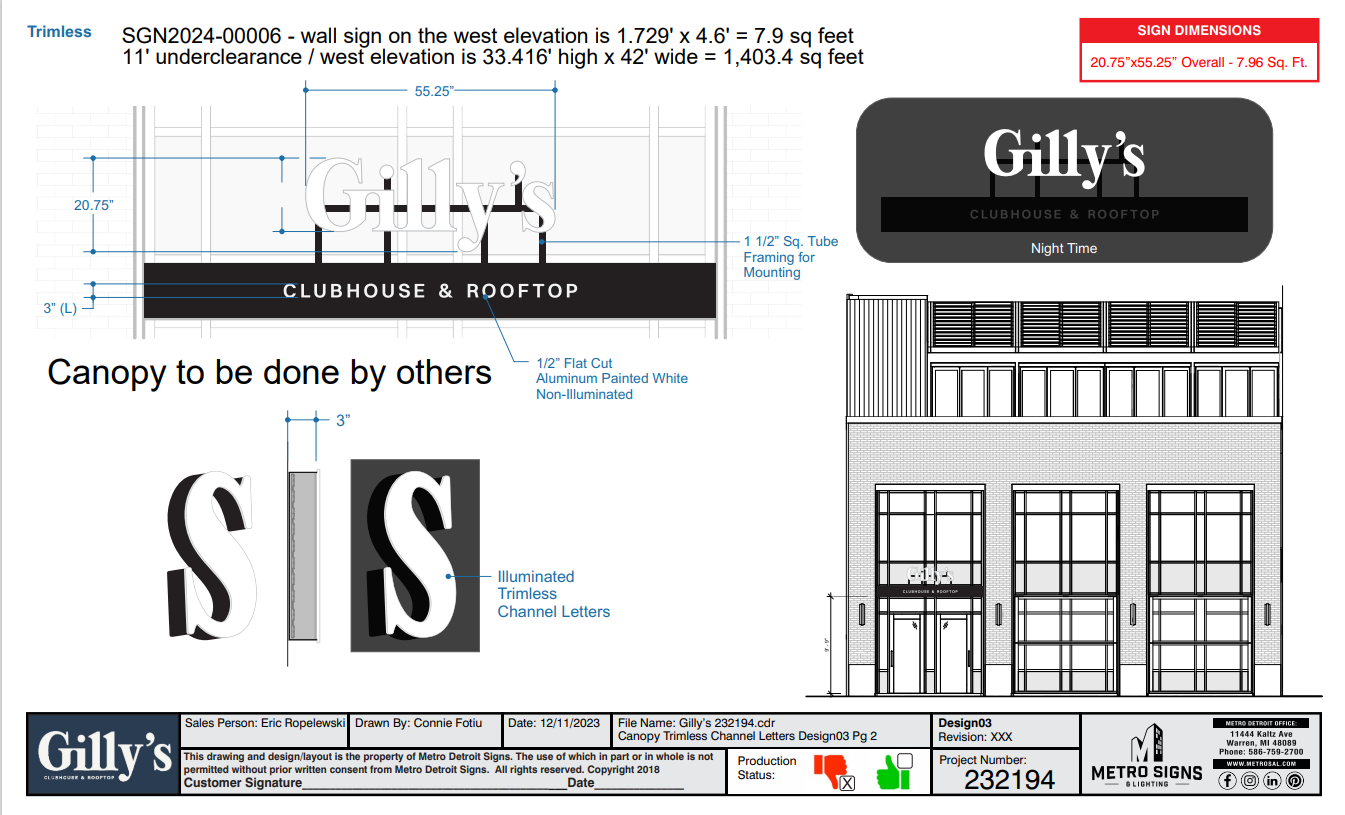 Trimless
SGN2024-00006 - wall sign on the west elevation is 1.729' x 4.6' = 7.9 sq feet
11' underclearance / west elevation is 33.416' high x 42' wide = 1,403.4 sq feet
SIGN DIMENSIONS
20.75”x55.25” Overall - 7.96 Sq. Ft.
55.25”
20.75”
Gilly’s
CLUBHOUSE & ROOFTOP
3” (L)
1 1/2” Sq. Tube
Framing for
Mounting
1/2” Flat Cut
Aluminum Painted White
Non-Illuminated
Gilly’s
CLUBHOUSE & ROOFTOP
Night Time
Canopy to be done by others
3”
S
S
Illuminated
Trimless
Channel Letters
Gilly’s
CLUBHOUSE & ROOFTOP
Gilly’s
CLUBHOUSE & ROOFTOP
Sales Person: Eric Ropelewski
Drawn By: Connie Fotiu
Date: 12/11/2023
File Name: Gilly’s 232194.cdr
Canopy Trimless Channel Letters Design03 Pg 2
Design03
Revision: XXX
This drawing and design/layout is the property of Metro Detroit Signs. The use of which in part or in whole is not
permitted without prior written consent from Metro Detroit Signs. All rights reserved. Copyright 2018
Customer Signature___________________________________________Date______________
Production
Status:
X
Project Number:
232194
METRO SIGNS
& LIGHTING
METRO DETROIT OFFICE:
11444 Kaltz Ave
Warren, MI 48089
Phone: 586-759-2700
WWW.METROSAL.COM